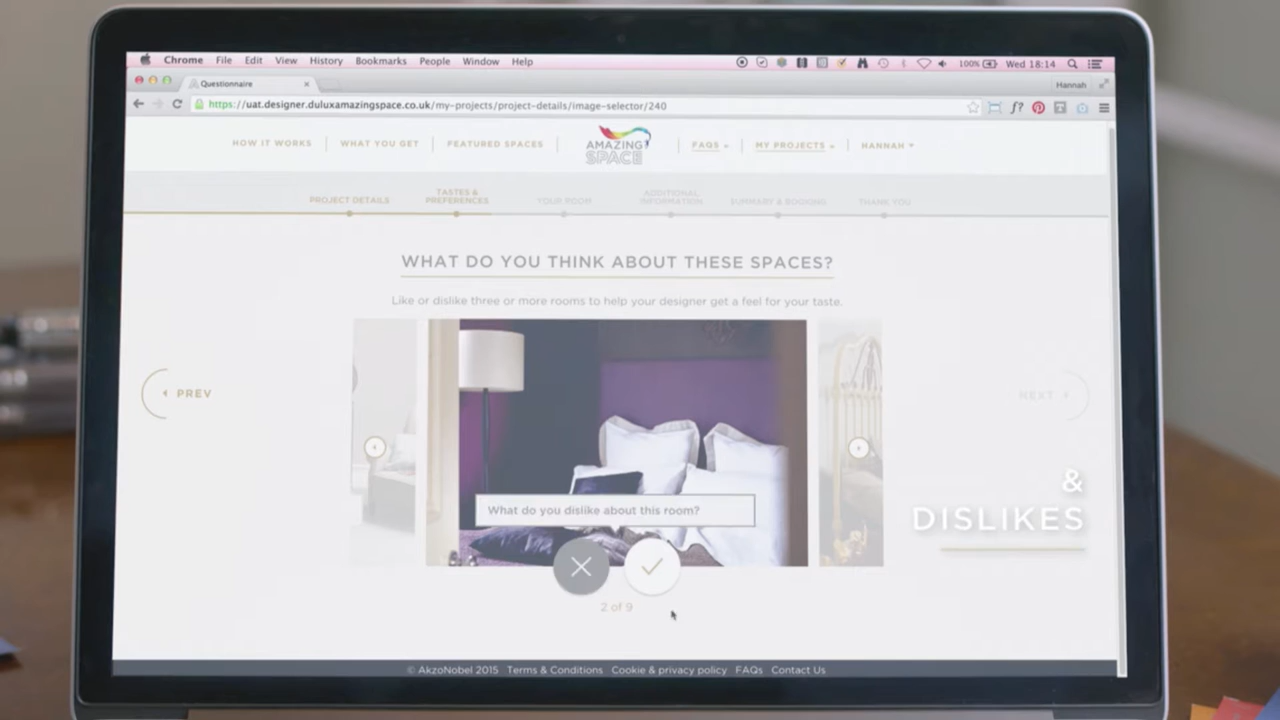 Chrome File Edit View History Bookmarks People Window Help 100% Wed 18:14
Questionnaire Hannah
https://uat.designer.duluxamazingspace.co.uk/my-projects/project-details/image-selector/240 f?
HOW IT WORKS WHAT YOU GET FEATURED SPACES AMAZING SPACE FAQS MY PROJECTS HANNAH
PROJECT DETAILS TASTES & PREFERENCES YOUR ROOM ADDITIONAL INFORMATION SUMMARY & BOOKING THANK YOU
WHAT DO YOU THINK ABOUT THESE SPACES?
Like or dislike three or more rooms to help your designer get a feel for your taste.
PREV
NEXT
&
DISLIKES
What do you dislike about this room?
2 of 9
© AkzoNobel 2015 Terms & Conditions Cookie & privacy policy FAQs Contact Us